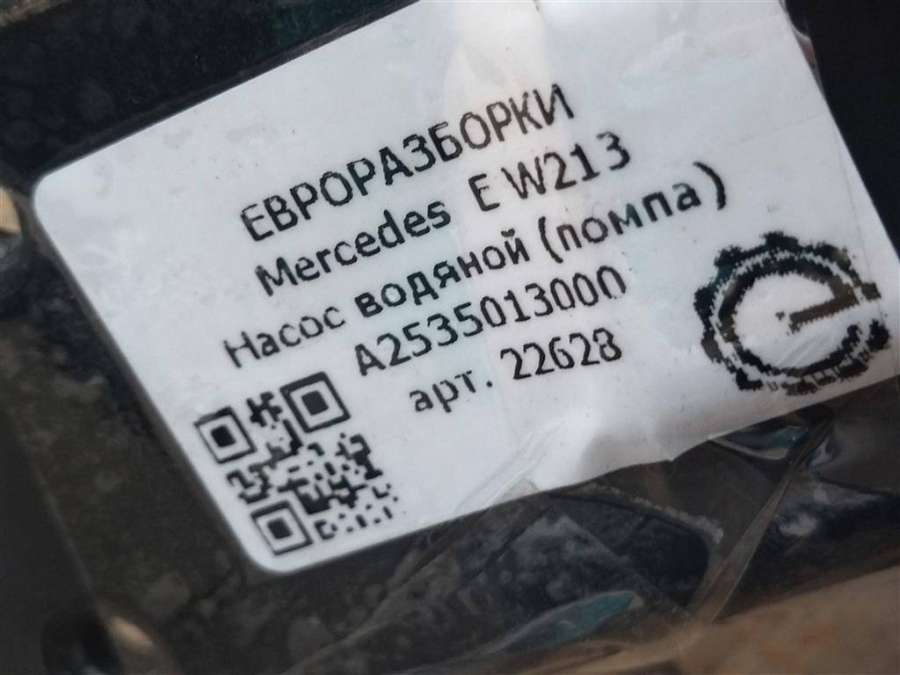 ЕВРОРАЗБОРКИ
Mercedes E W213
Насос водяной (помпа)
A2535013000
арт. 22628